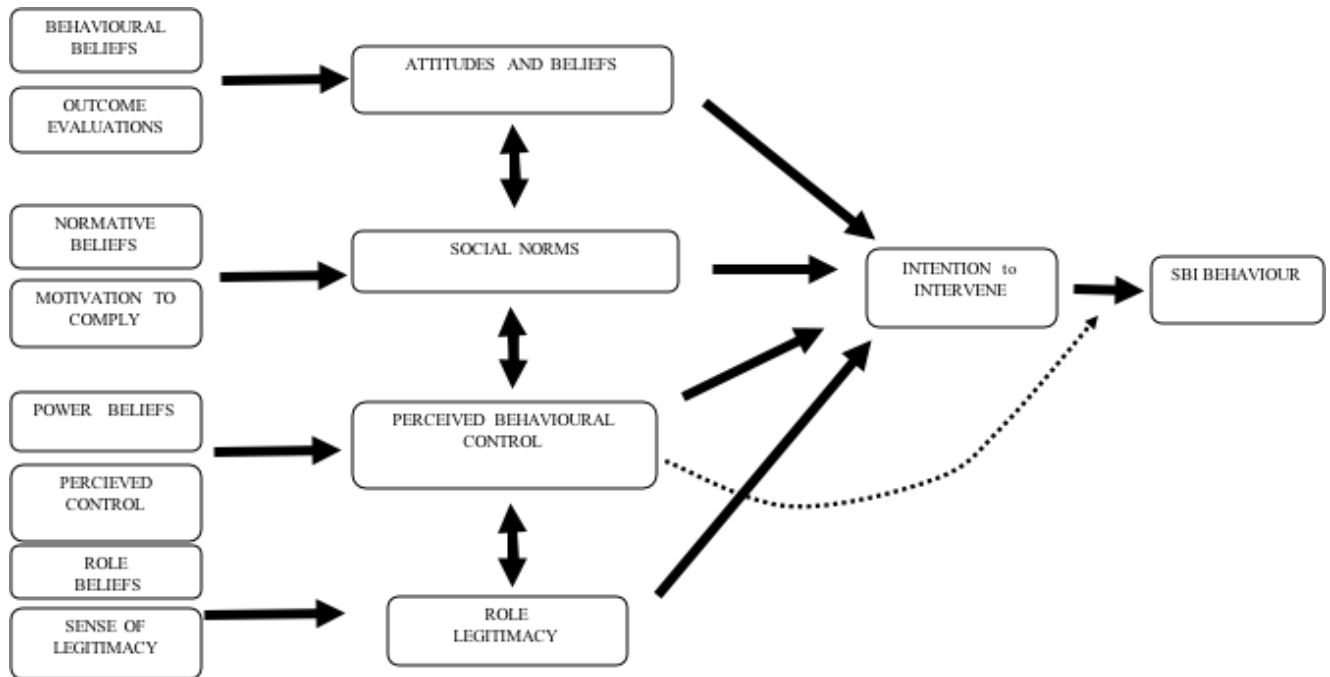 BEHAVIOURAL
BELIEFS
OUTCOME
EVALUATIONS
NORMATIVE
BELIEFS
MOTIVATION TO
COMPLY
POWER BELIEFS
PERCIEVED
CONTROL
ROLE
BELIEFS
SENSE OF
LEGITIMACY
ATTITUDES AND BELIEFS
SOCIAL NORMS
PERCEIVED BEHAVIOURAL
CONTROL
ROLE
LEGITIMACY
INTENTION to
INTERVENE
SBI BEHAVIOUR